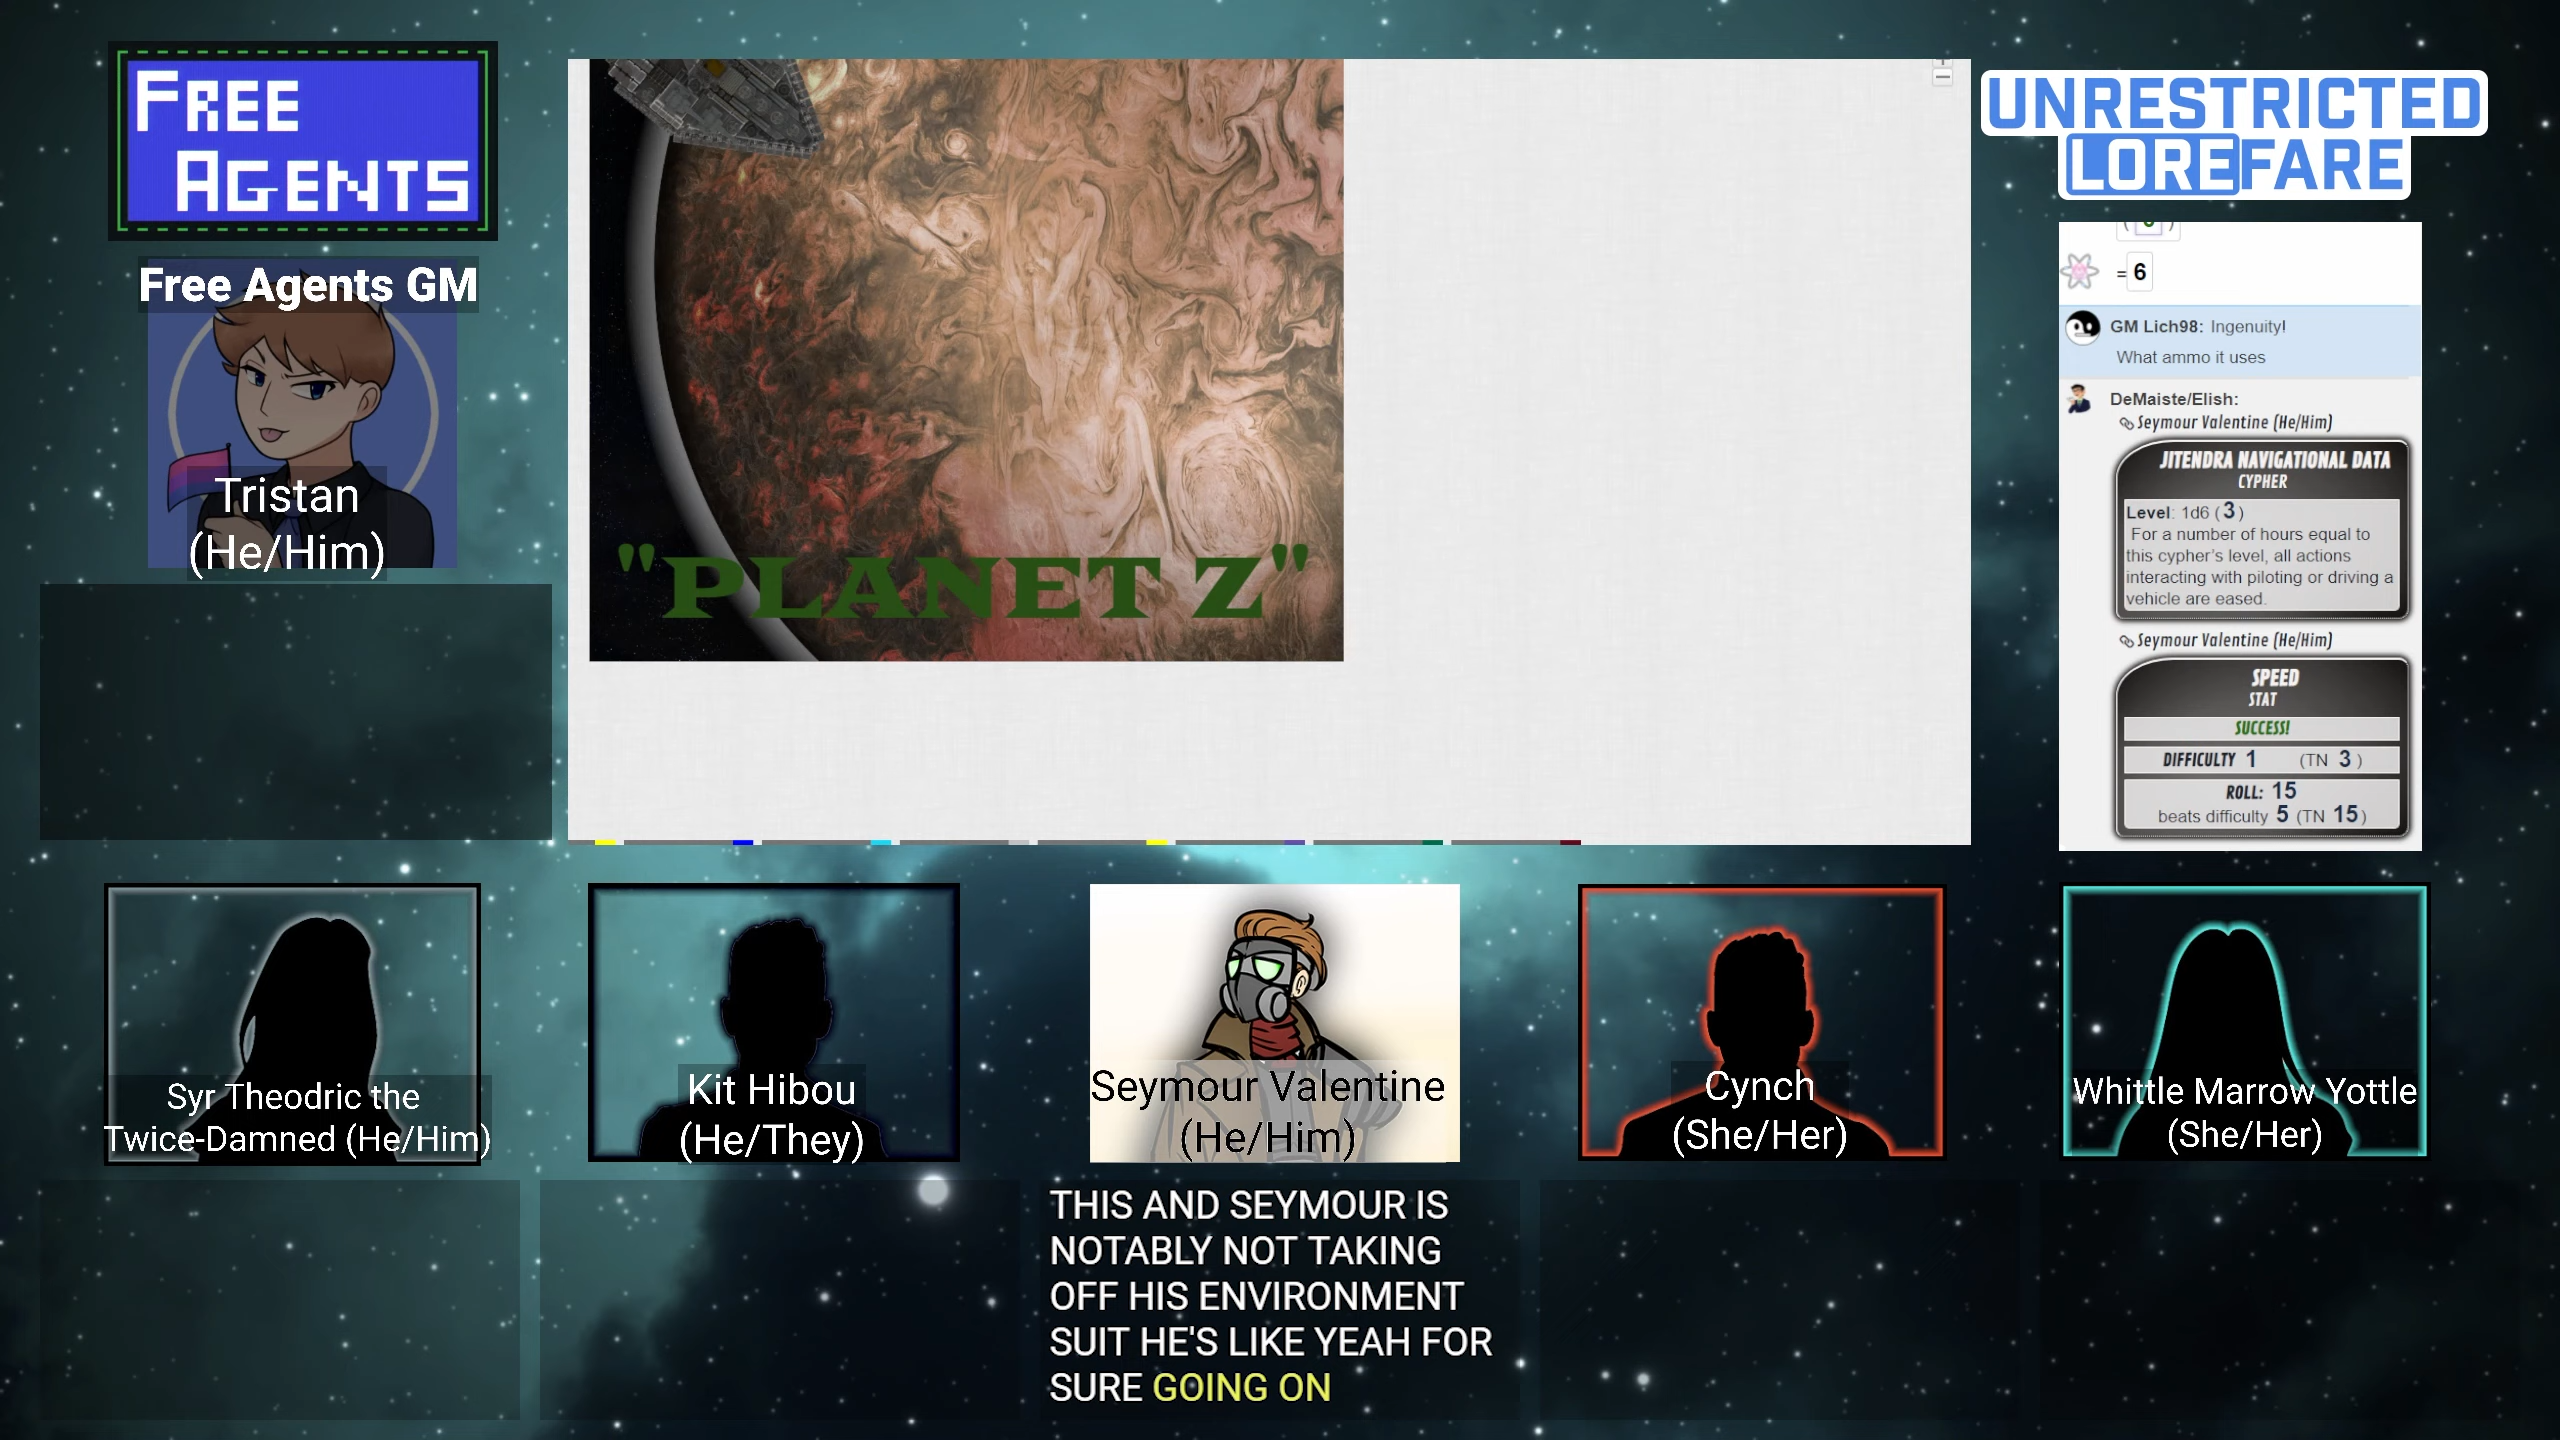 FREE
AGENTS
Free Agents GM
Tristan
(He/Him)
"PLANET Z"
UNRESTRICTED
LOREFARE
= 6
GM Lich98: Ingenuity!
What ammo it uses
DeMaiste/Elish:
Seymour Valentine (He/Him)
JITENDRA NAVIGATIONAL DATA
CYPHER
Level: 1d6 (3)
For a number of hours equal to
this cypher's level, all actions
interacting with piloting or driving a
vehicle are eased.
Seymour Valentine (He/Him)
SPEED
STAT
SUCCESS!
DIFFICULTY 1 (TN 3)
ROLL: 15
beats difficulty 5 (TN 15)
Syr Theodric the
Twice-Damned (He/Him)
Kit Hibou
(He/They)
Seymour Valentine
(He/Him)
Cynch
(She/Her)
Whittle Marrow Yottle
(She/Her)
THIS AND SEYMOUR IS
NOTABLY NOT TAKING
OFF HIS ENVIRONMENT
SUIT HE'S LIKE YEAH FOR
SURE GOING ON